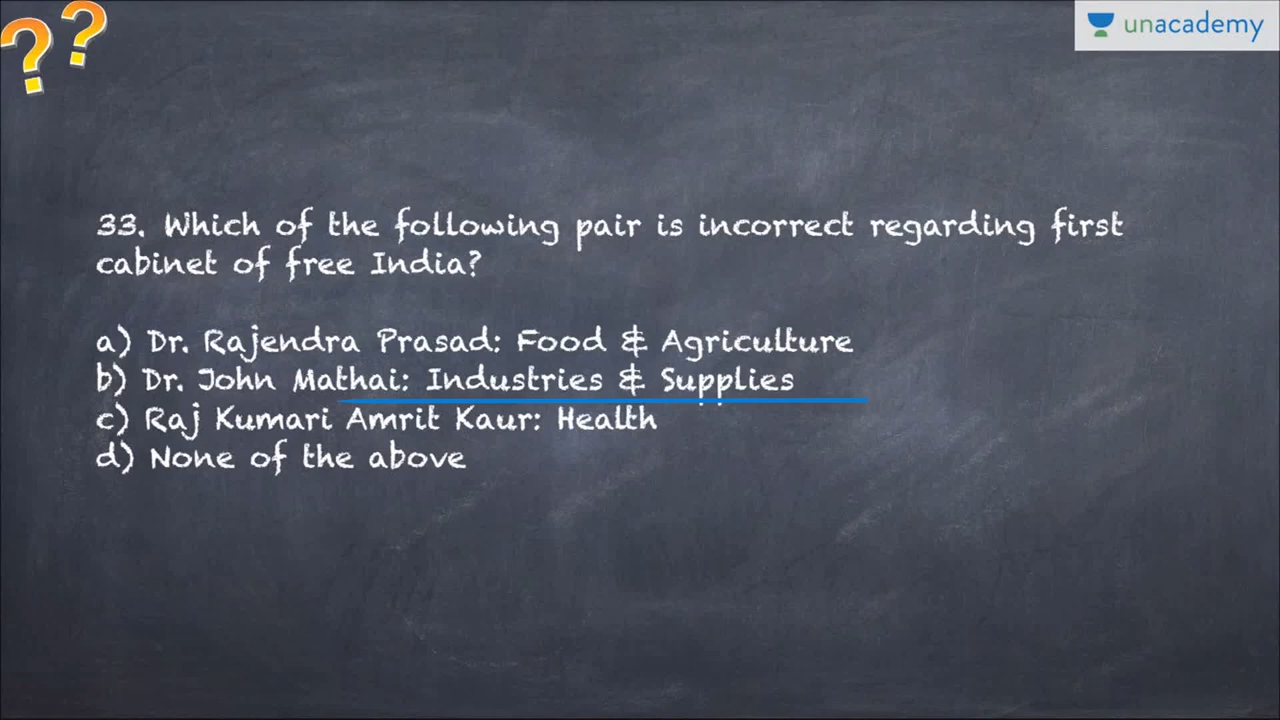 ??
unacademy
33. Which of the following pair is incorrect regarding first
cabinet of free India?
a) Dr. Rajendra Prasad: Food & Agriculture
b) Dr. John Mathai: Industries & Supplies
c) Raj Kumari Amrit Kaur: Health
d) None of the above